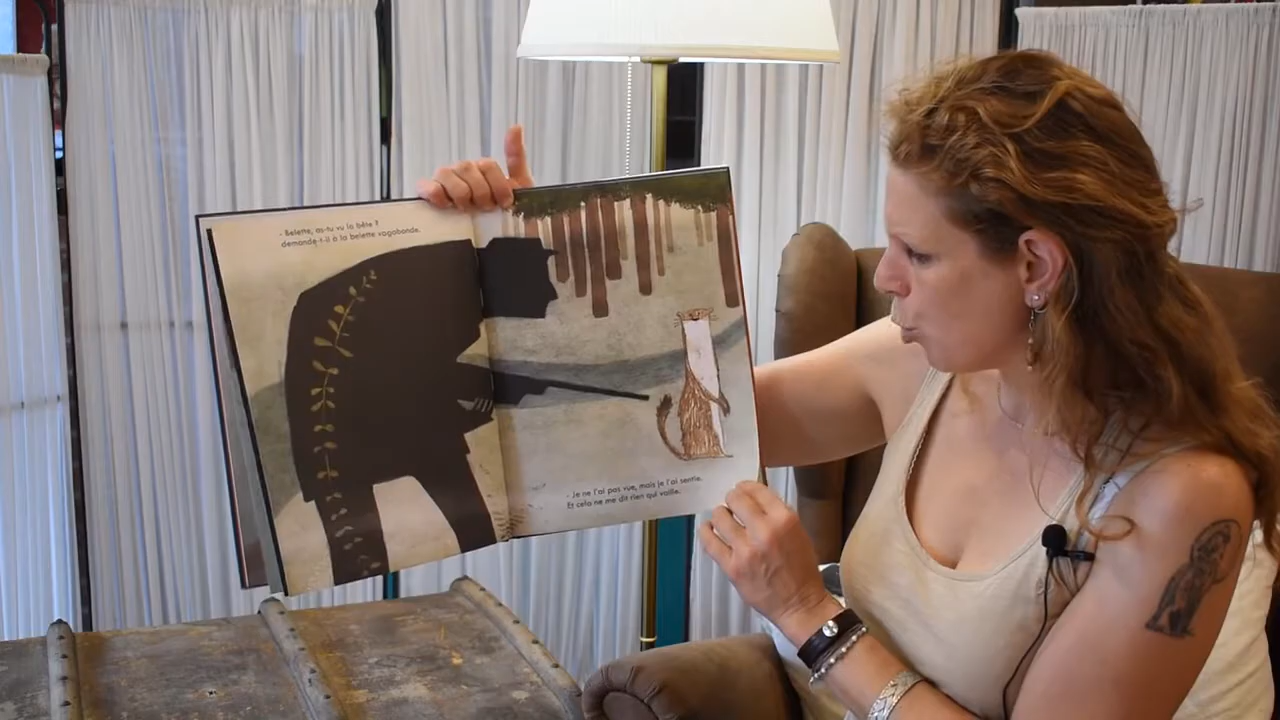 - Belette, as-tu vu la bête ?
demande-t-il à la belette vagabonde.
- Je ne l'ai pas vue, mais je l'ai sentie.
Et cela ne me dit rien qui vaille.